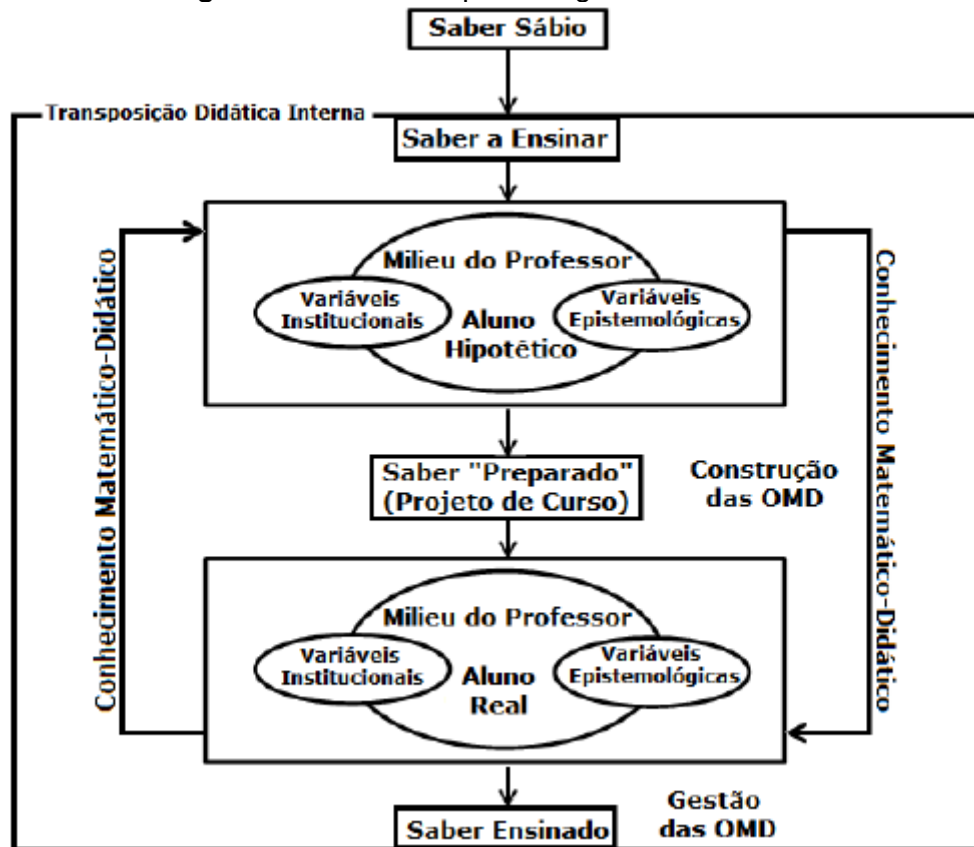 Saber Sábio
Transposição Didática Interna
Saber a Ensinar
Conhecimento Matemático-Didático
Milieu do Professor
Variáveis
Institucionais
Aluno
Hipotêtico
Variáveis
Epistemológicas
Conhecimento Matemático-Didático
Saber "Preparado"
(Projeto de Curso)
Construção
das OMD
Milieu do Professor
Variáveis
Institucionais
Aluno
Real
Variáveis
Epistemológicas
Saber Ensinado
Gestão
das OMD